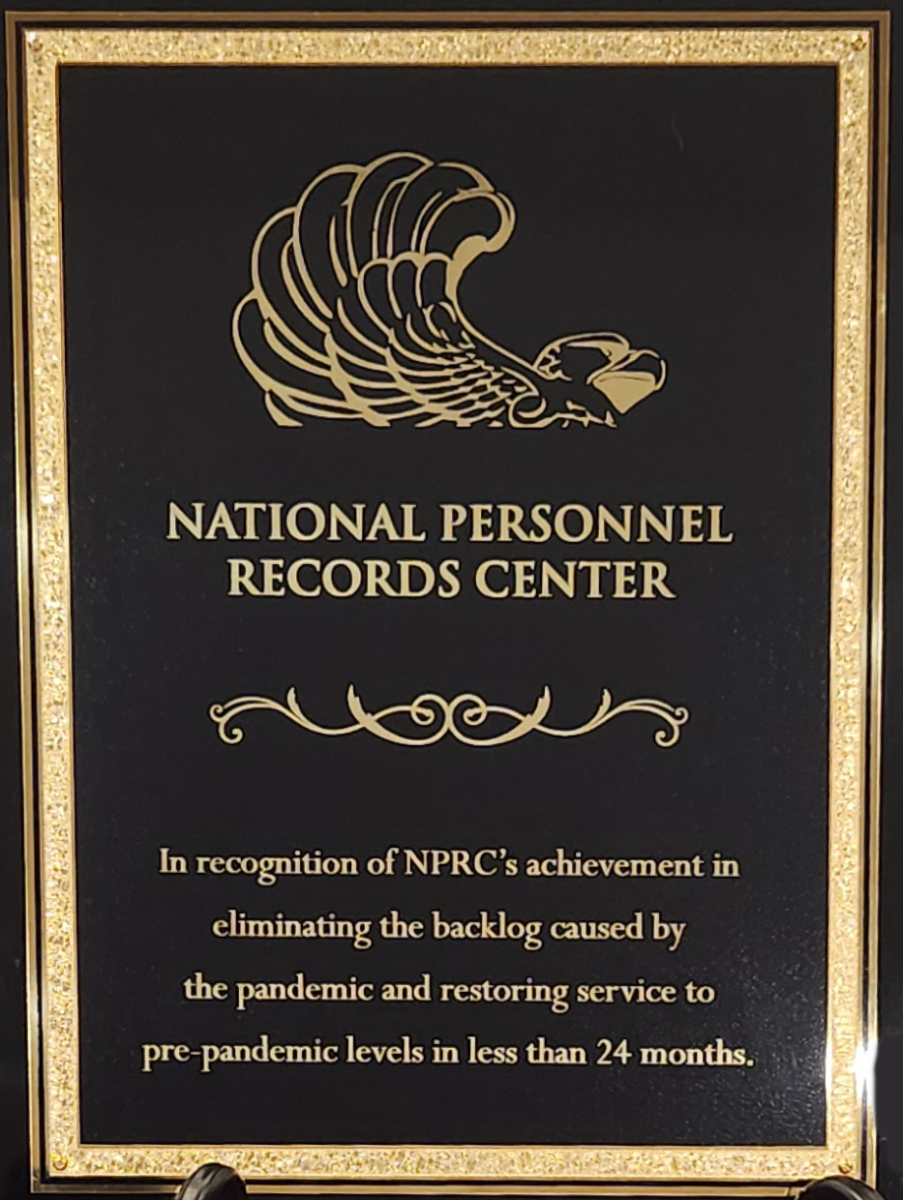 NATIONAL PERSONNEL
RECORDS CENTER
In recognition of NPRC's achievement in
eliminating the backlog caused by
the pandemic and restoring service to
pre-pandemic levels in less than 24 months.